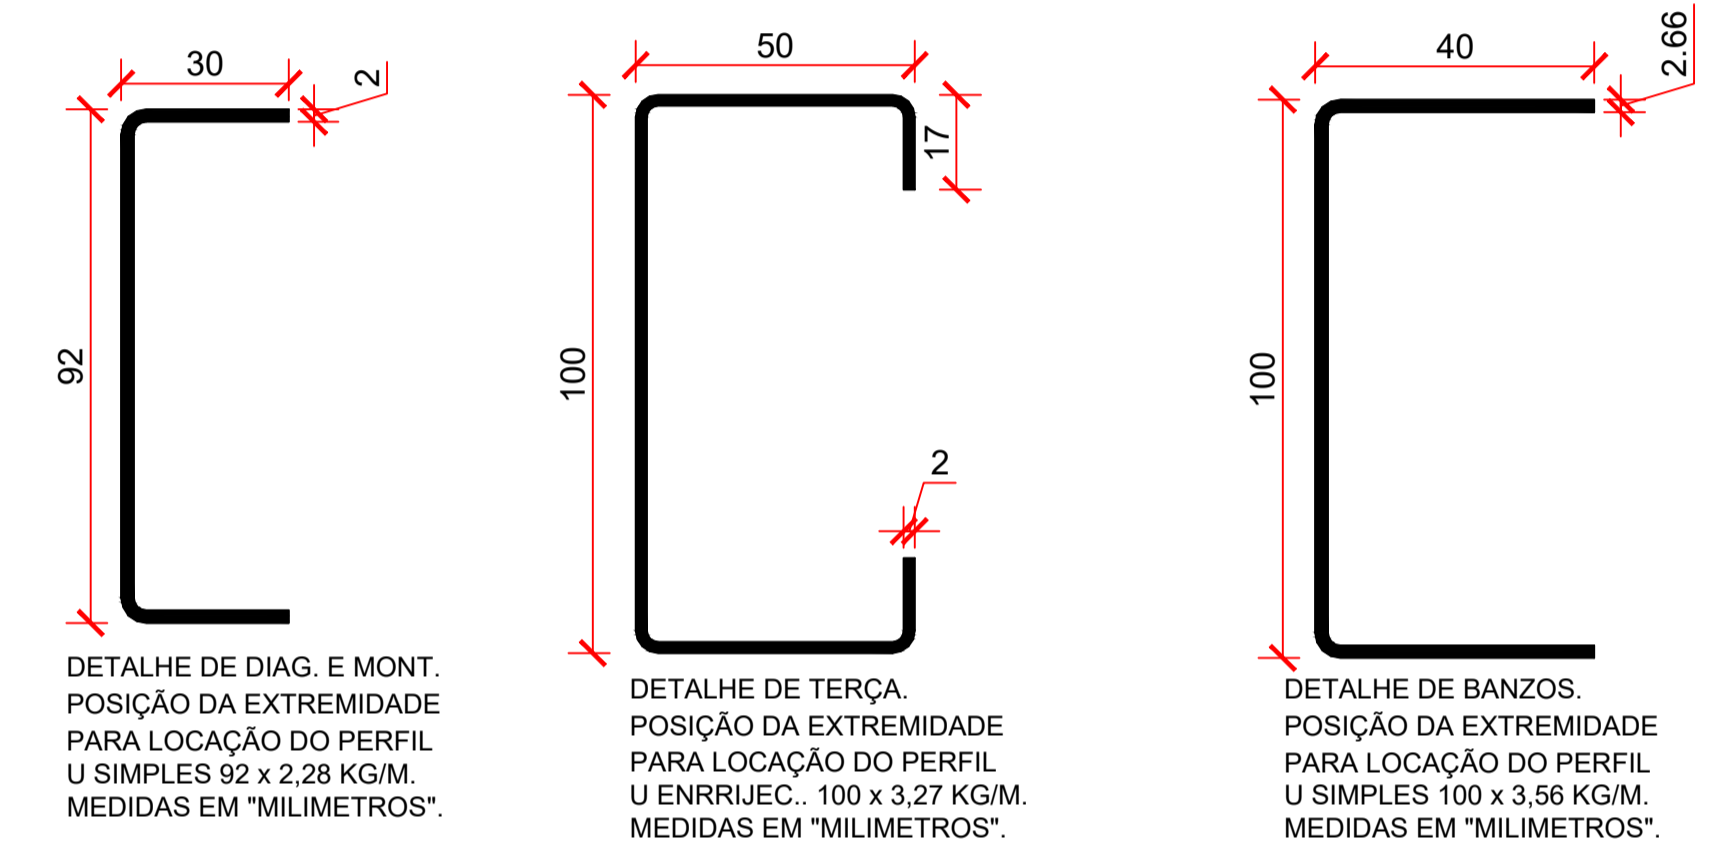 30
2
92
DETALHE DE DIAG. E MONT.
POSIÇÃO DA EXTREMIDADE
PARA LOCAÇÃO DO PERFIL
U SIMPLES 92 x 2,28 KG/M.
MEDIDAS EM "MILIMETROS".
50
17
100
2
DETALHE DE TERÇA.
POSIÇÃO DA EXTREMIDADE
PARA LOCAÇÃO DO PERFIL
U ENRRIJEC.. 100 x 3,27 KG/M.
MEDIDAS EM "MILIMETROS".
40
2.66
100
DETALHE DE BANZOS.
POSIÇÃO DA EXTREMIDADE
PARA LOCAÇÃO DO PERFIL
U SIMPLES 100 x 3,56 KG/M.
MEDIDAS EM "MILIMETROS".